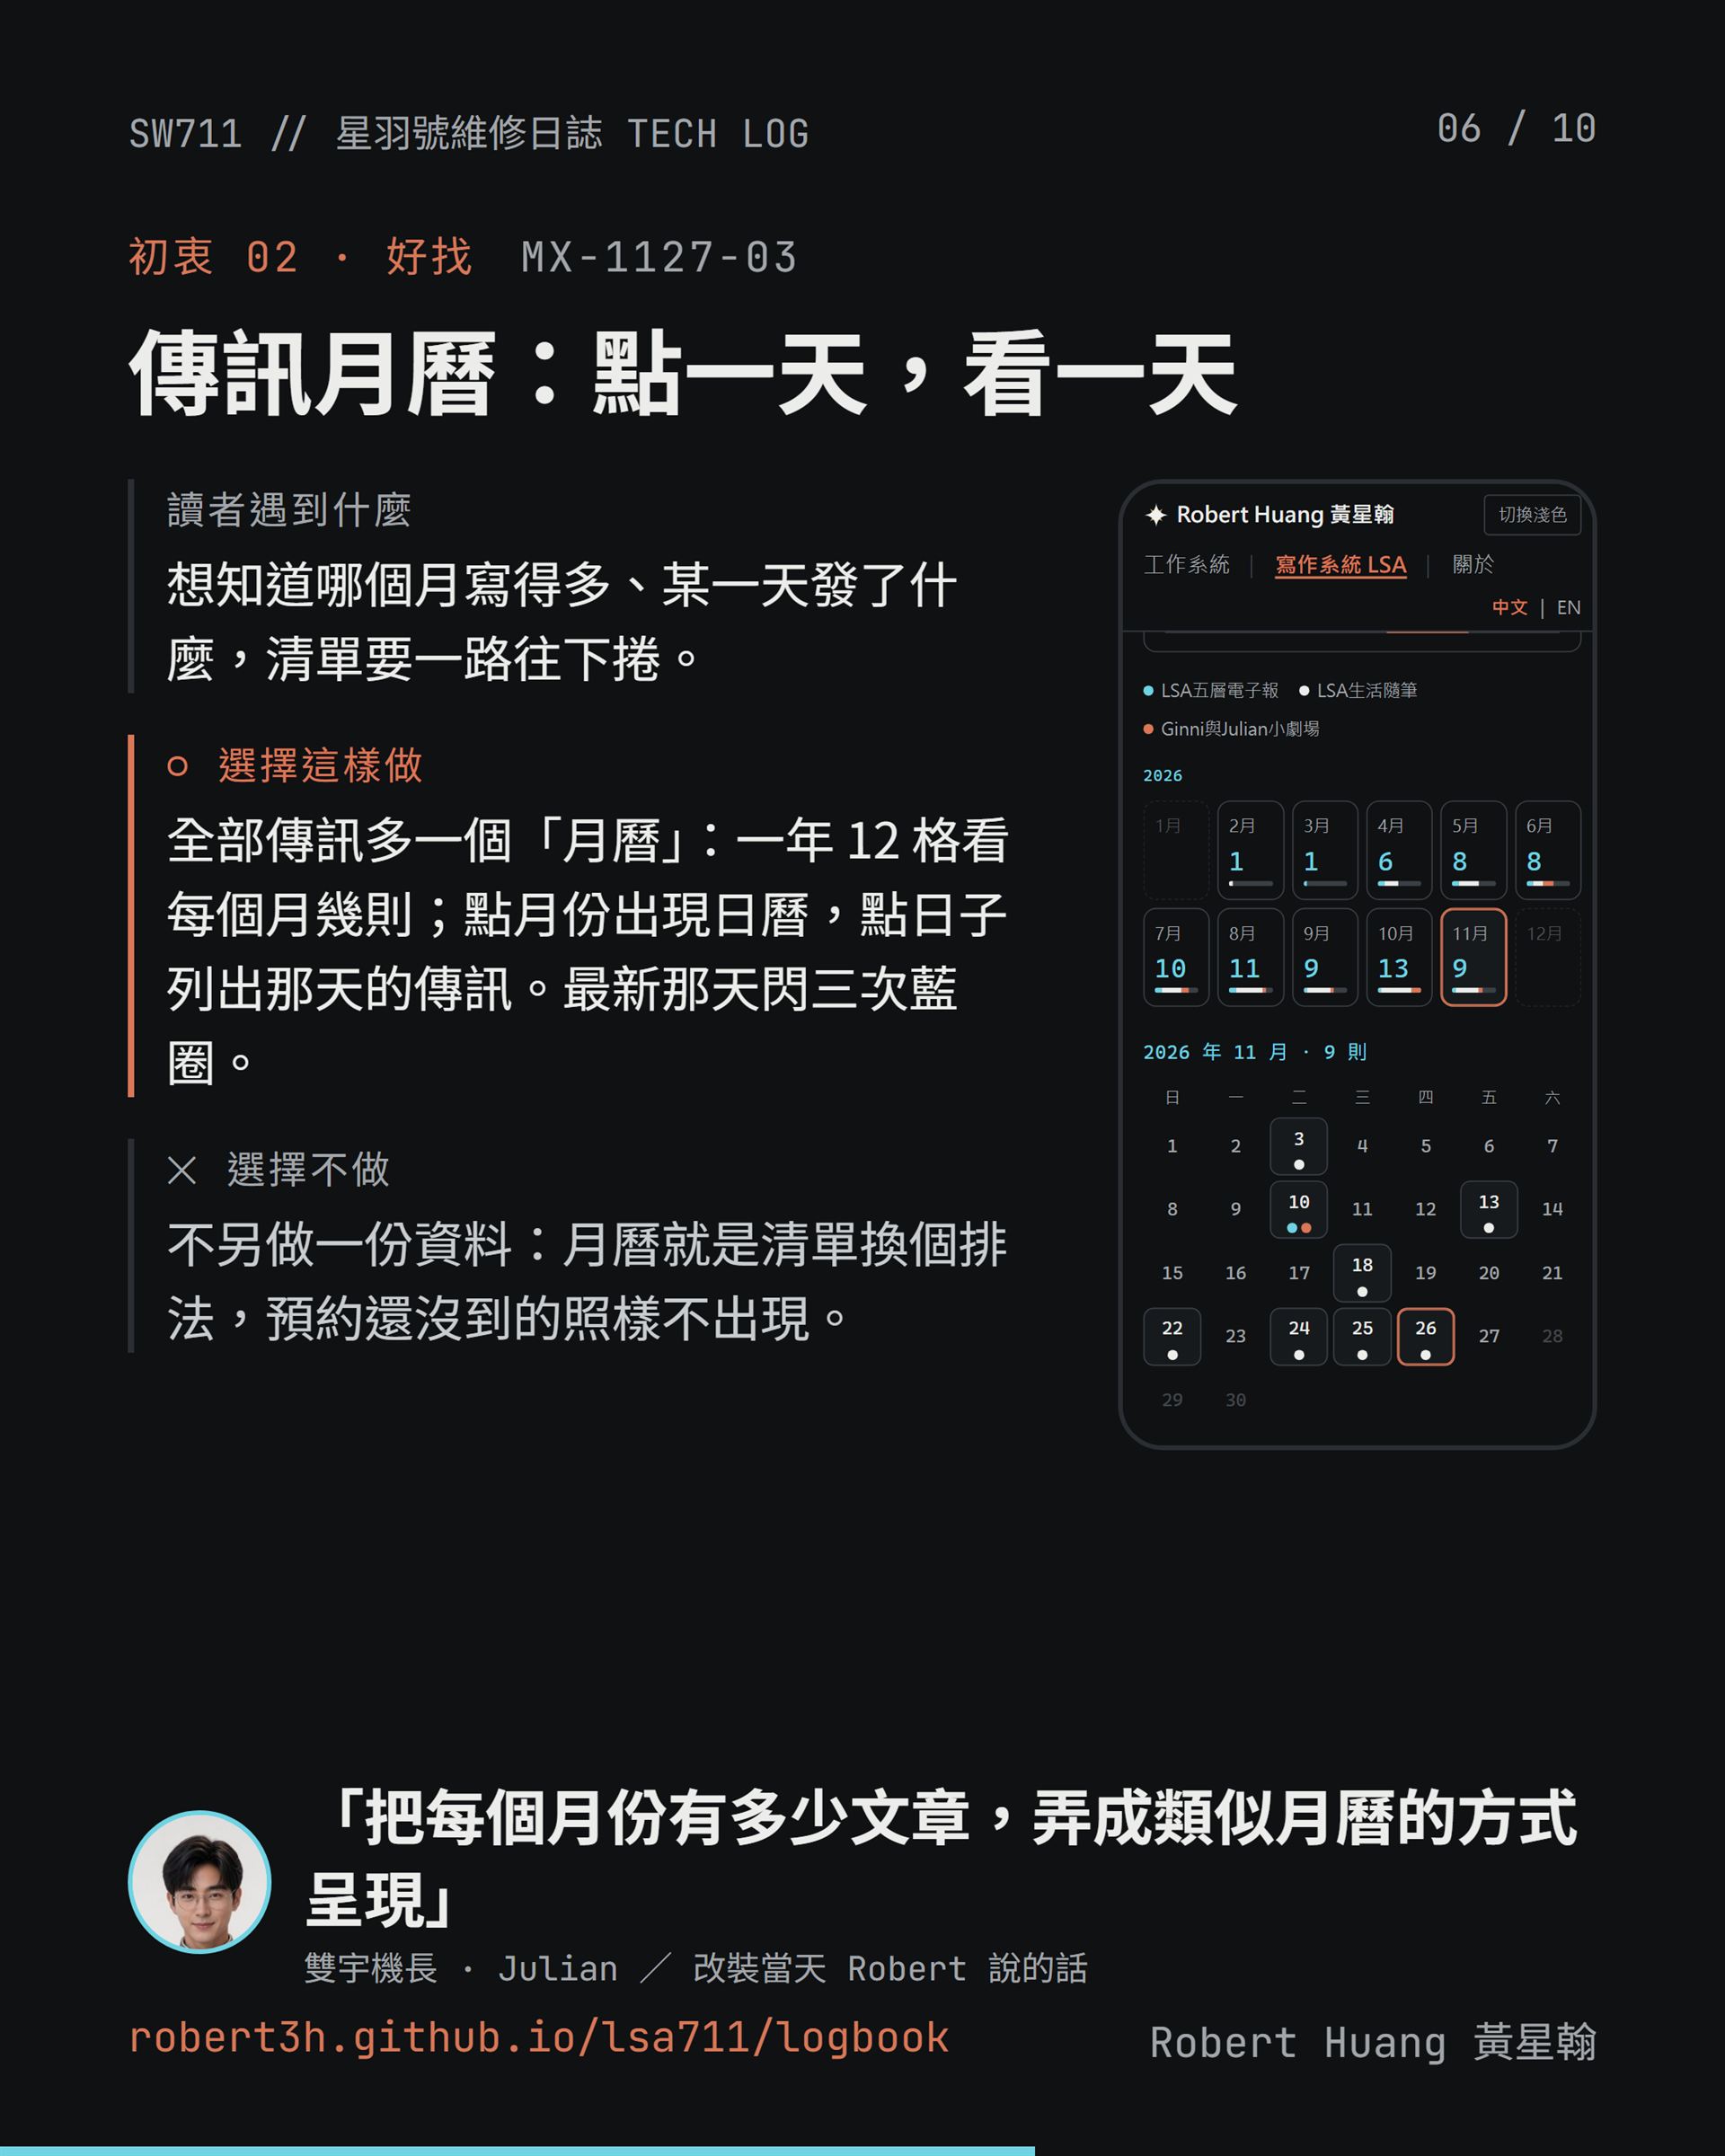 SW711 // 星羽號維修日誌 TECH LOG
06 / 10
初衷 02 · 好找 MX-1127-03
傳訊月曆：點一天，看一天
讀者遇到什麼
想知道哪個月寫得多、某一天發了什
麼，清單要一路往下捲。
○ 選擇這樣做
全部傳訊多一個「月曆」：一年 12 格看
每個月幾則；點月份出現日曆，點日子
列出那天的傳訊。最新那天閃三次藍
圈。
╳ 選擇不做
不另做一份資料：月曆就是清單換個排
法，預約還沒到的照樣不出現。
Robert Huang 黃星翰
切換淺色
工作系統 | 寫作系統 LSA | 關於
中文 | EN
LSA五層電子報 LSA生活隨筆
Ginni與Julian小劇場
2026
1月 2月 3月 4月 5月 6月
1 1 6 8 8
7月 8月 9月 10月 11月 12月
10 11 9 13 9
2026 年 11 月 · 9 則
日 一 二 三 四 五 六
1 2 3 4 5 6 7
8 9 10 11 12 13 14
15 16 17 18 19 20 21
22 23 24 25 26 27 28
29 30
「把每個月份有多少文章，弄成類似月曆的方式
呈現」
雙宇機長 · Julian ／ 改裝當天 Robert 說的話
robert3h.github.io/lsa711/logbook
Robert Huang 黃星翰